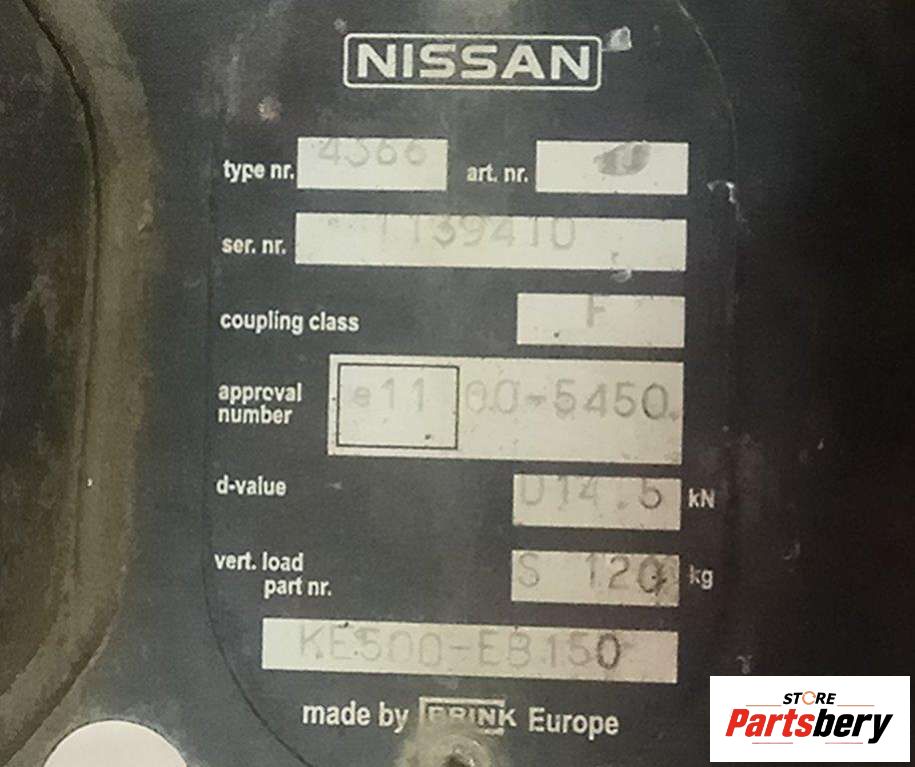 NISSAN
type nr. 4366 art. nr.
ser. nr. 1139410
coupling class F
approval number e11 00-5450
d-value D14.5 kN
vert. load S 120 kg
part nr.
KE500-EB150
made by BRINK Europe
STORE
Partsbery